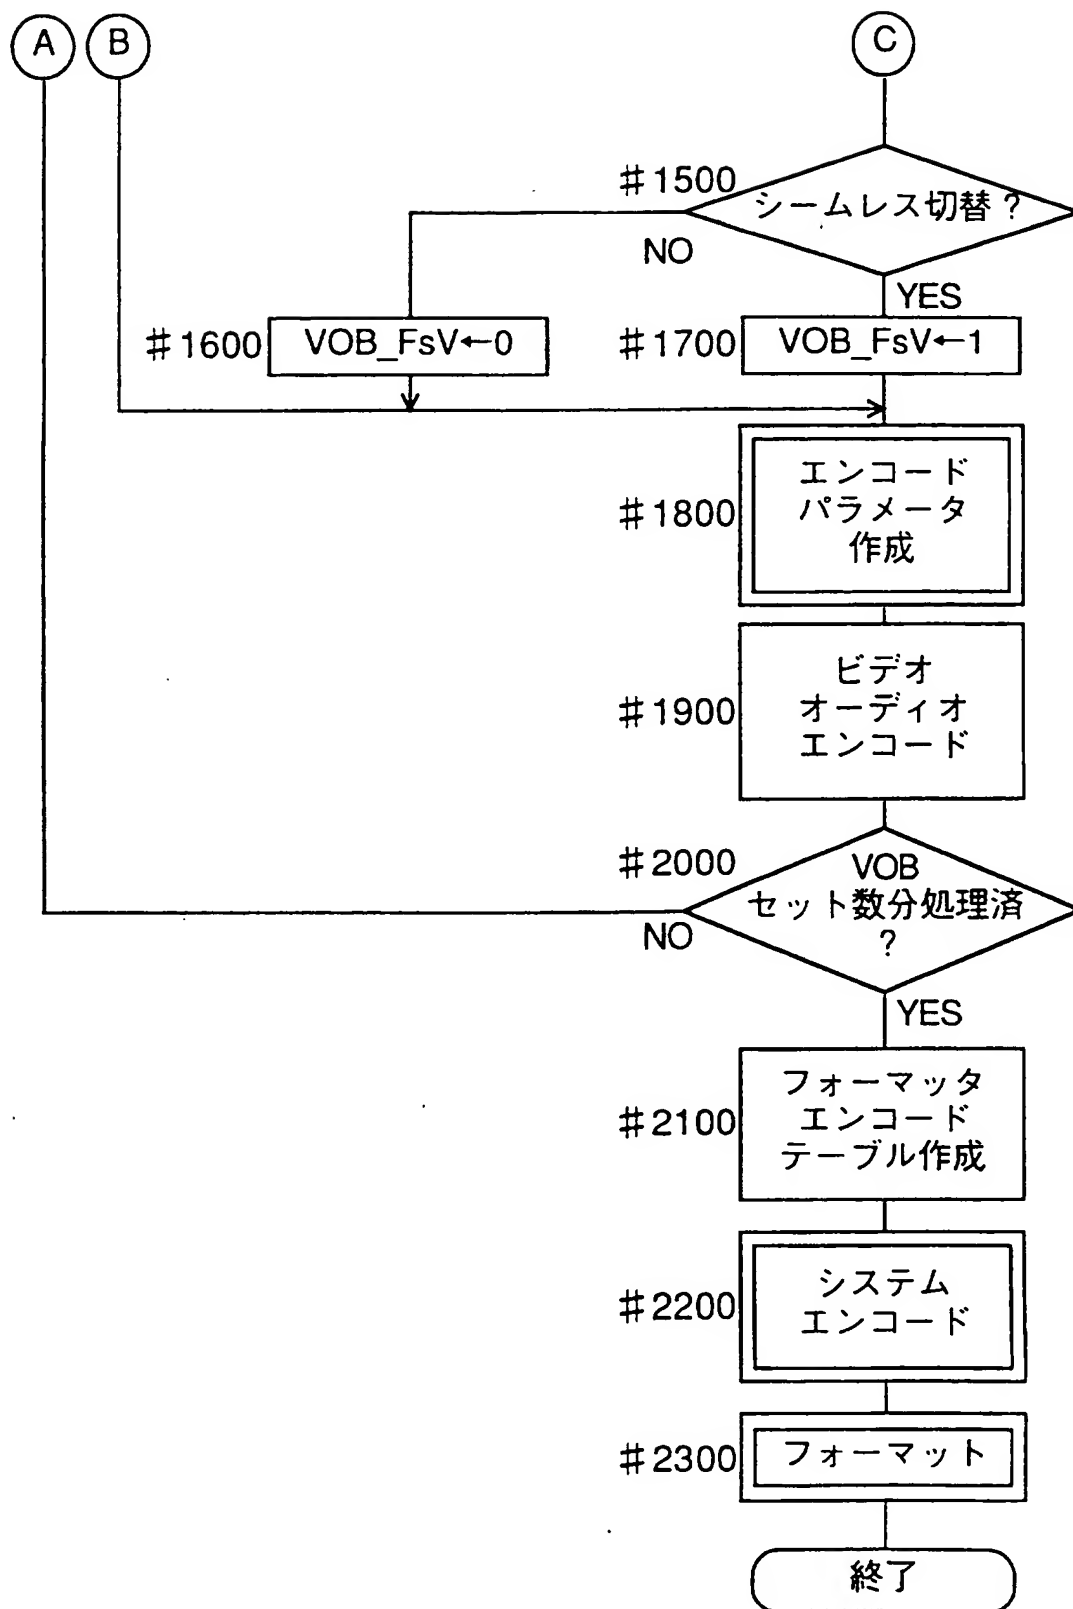 A B C
#1500
シームレス切替?
NO
YES
#1600
VOB_FsV←0
#1700
VOB_FsV←1
#1800
エンコード
パラメータ
作成
#1900
ビデオ
オーディオ
エンコード
#2000
VOB
セット数分処理済
?
NO
YES
#2100
フォーマッタ
エンコード
テーブル作成
#2200
システム
エンコード
#2300
フォーマット
終了